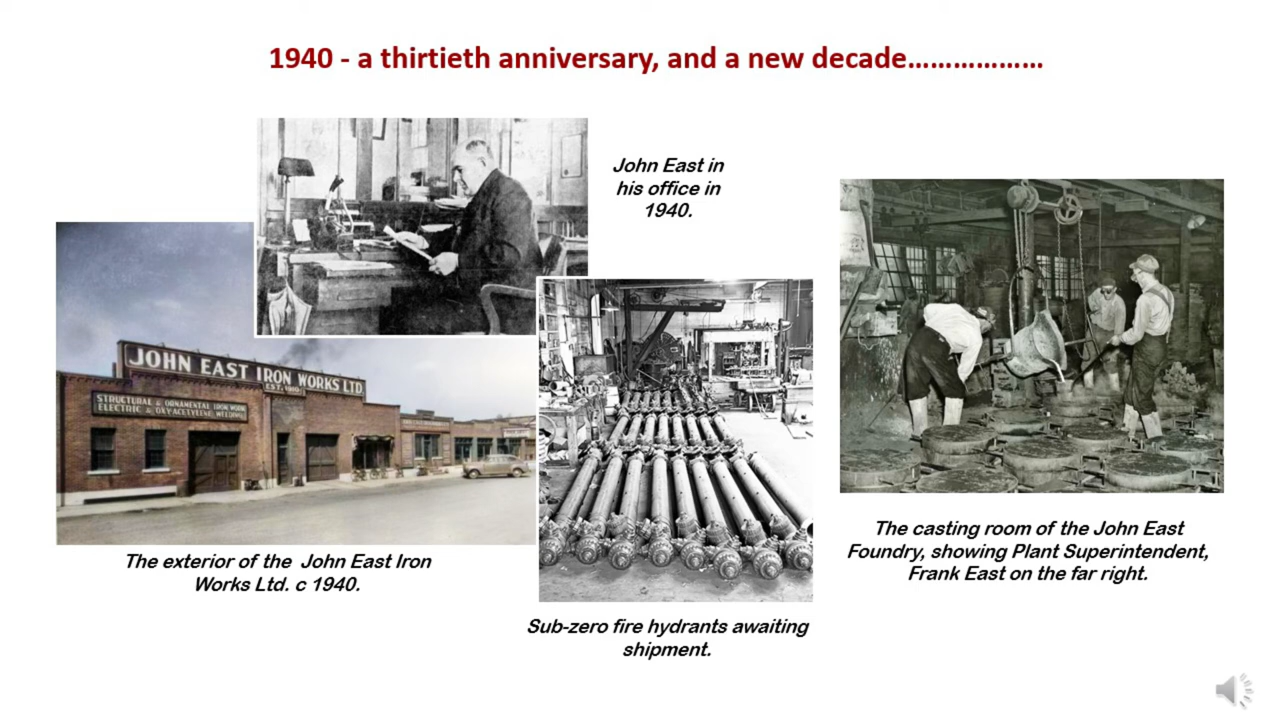 1940 - a thirtieth anniversary, and a new decade………………
John East in
his office in
1940.
JOHN EAST IRON WORKS LTD
EST. 1910
STRUCTURAL & ORNAMENTAL IRON WORK
ELECTRIC & OXY-ACETYLENE WELDING
The exterior of the  John East Iron
Works Ltd. c 1940.
Sub-zero fire hydrants awaiting
shipment.
The casting room of the John East
Foundry, showing Plant Superintendent,
Frank East on the far right.